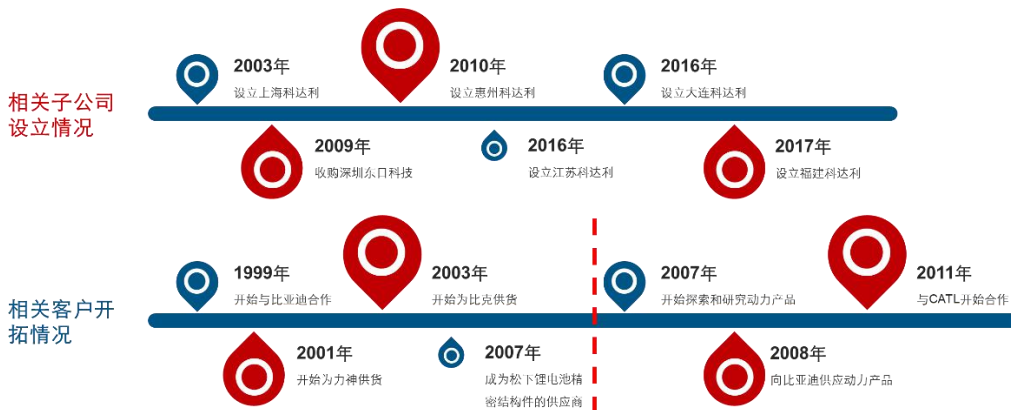 相关子公司
设立情况
2003年
设立上海科达利
2009年
收购深圳东日科技
2010年
设立惠州科达利
2016年
设立江苏科达利
2016年
设立大连科达利
2017年
设立福建科达利
相关客户开
拓情况
1999年
开始与比亚迪合作
2001年
开始为力神供货
2003年
开始为比克供货
2007年
成为松下锂电池精
密结构件的供应商
2007年
开始探索和研究动力产品
2008年
向比亚迪供应动力产品
2011年
与CATL开始合作